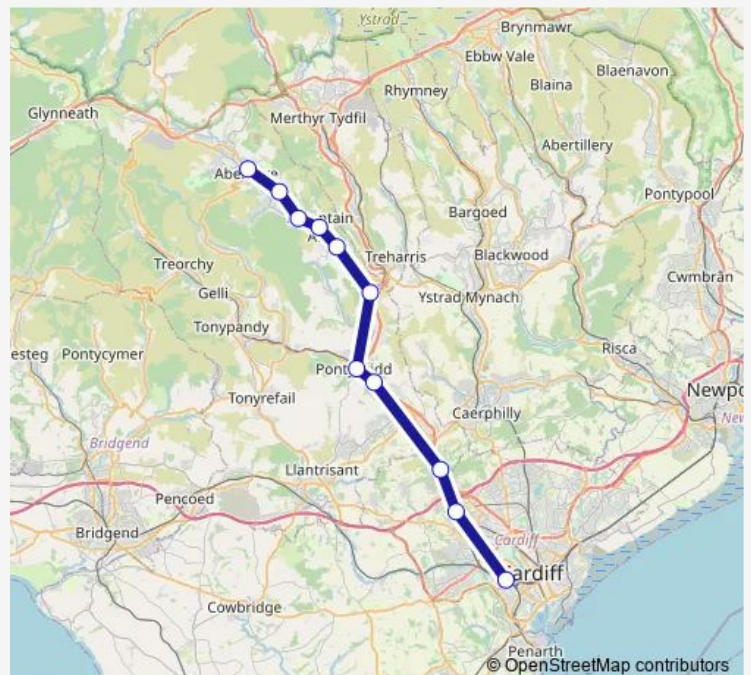 Ystrad
Brynmawr
Ebbw Vale
Blaenavon
Rhymney
Blaina
Glynneath
Merthyr Tydfil
Abertillery
Pontypool
Bargoed
Treharris
Blackwood
Treorchy
Cwmbrân
Gelli
Ystrad Mynach
Tonypandy
Risca
esteg
Pontycymer
Tonyrefail
Newpo
Caerphilly
Bridgend
Llantrisant
Pencoed
Cardiff
Bridgend
Cowbridge
Penarth
© OpenStreetMap contributors